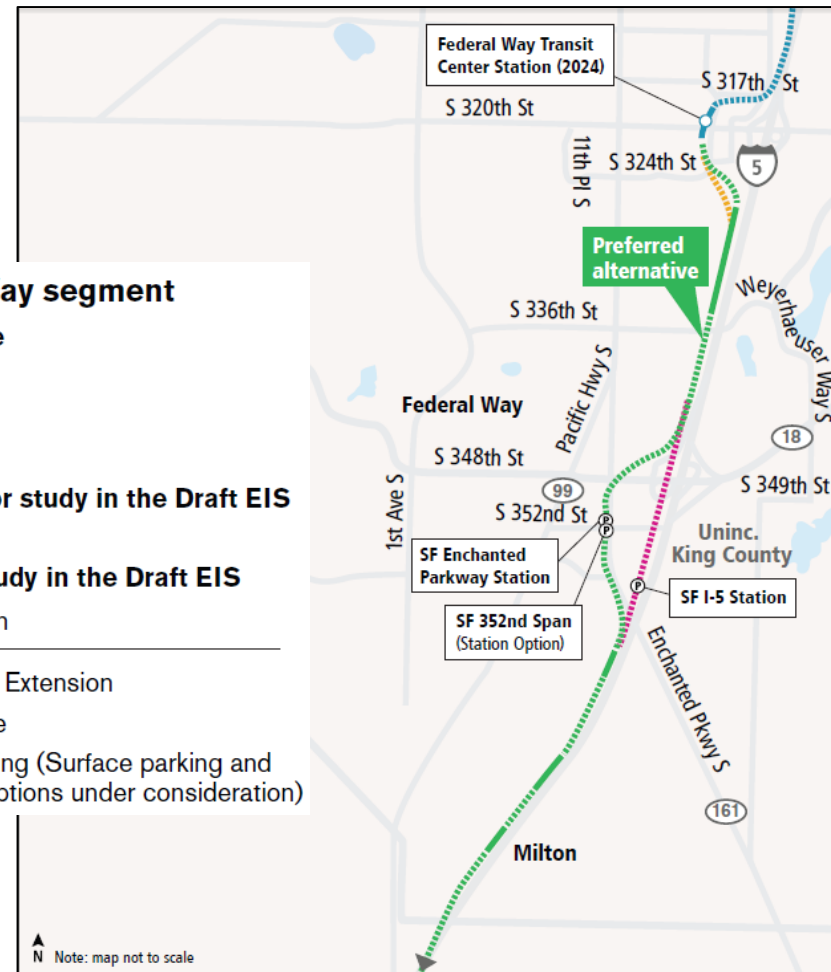 Federal Way Transit
Center Station (2024)
S 317th St
S 320th St
11th Pl S
S 324th St
5
Preferred
alternative
Weyerhaeuser Way S
ay segment
e
S 336th St
Pacific Hwy S
Federal Way
18
S 348th St
1st Ave S
or study in the Draft EIS
99
S 349th St
S 352nd St
P
P
Uninc.
King County
SF Enchanted
Parkway Station
udy in the Draft EIS
P
SF I-5 Station
n
SF 352nd Span
(Station Option)
Enchanted Pkwy S
Extension
e
ng (Surface parking and
ptions under consideration)
161
Milton
N Note: map not to scale